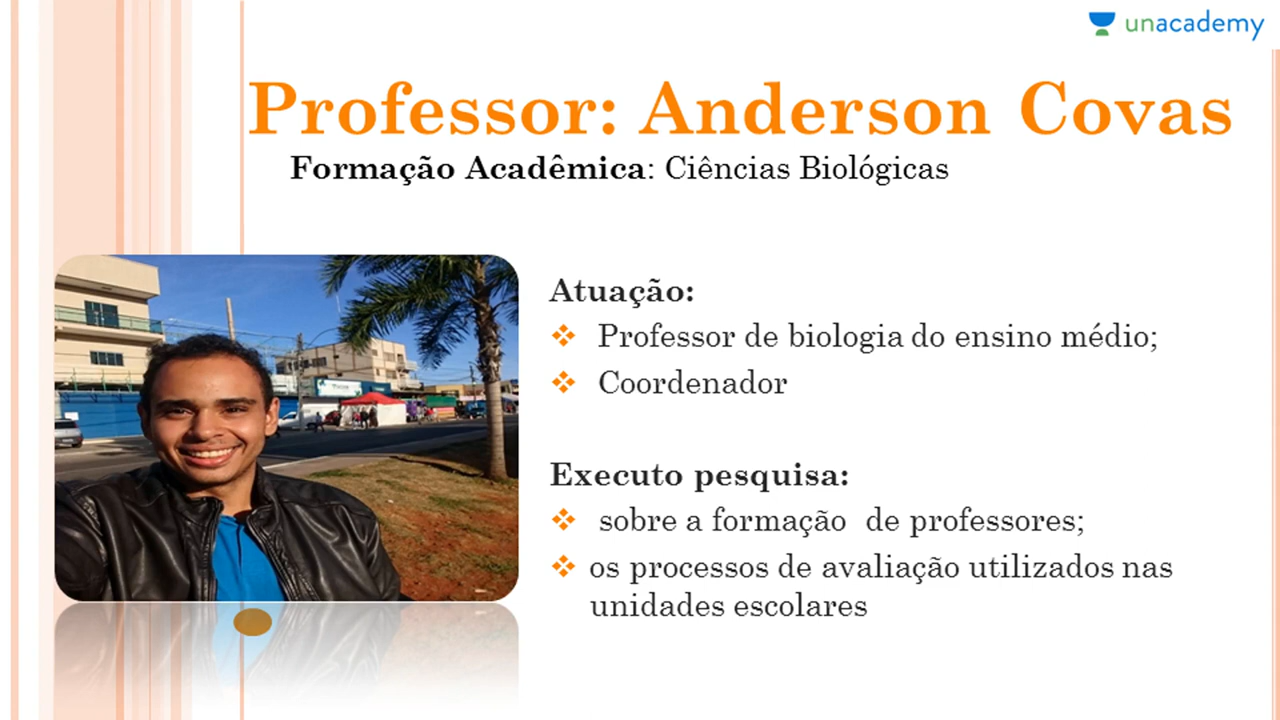 unacademy
Professor: Anderson Covas
Formação Acadêmica: Ciências Biológicas
Atuação:
Professor de biologia do ensino médio;
Coordenador
Executo pesquisa:
sobre a formação de professores;
os processos de avaliação utilizados nas
unidades escolares